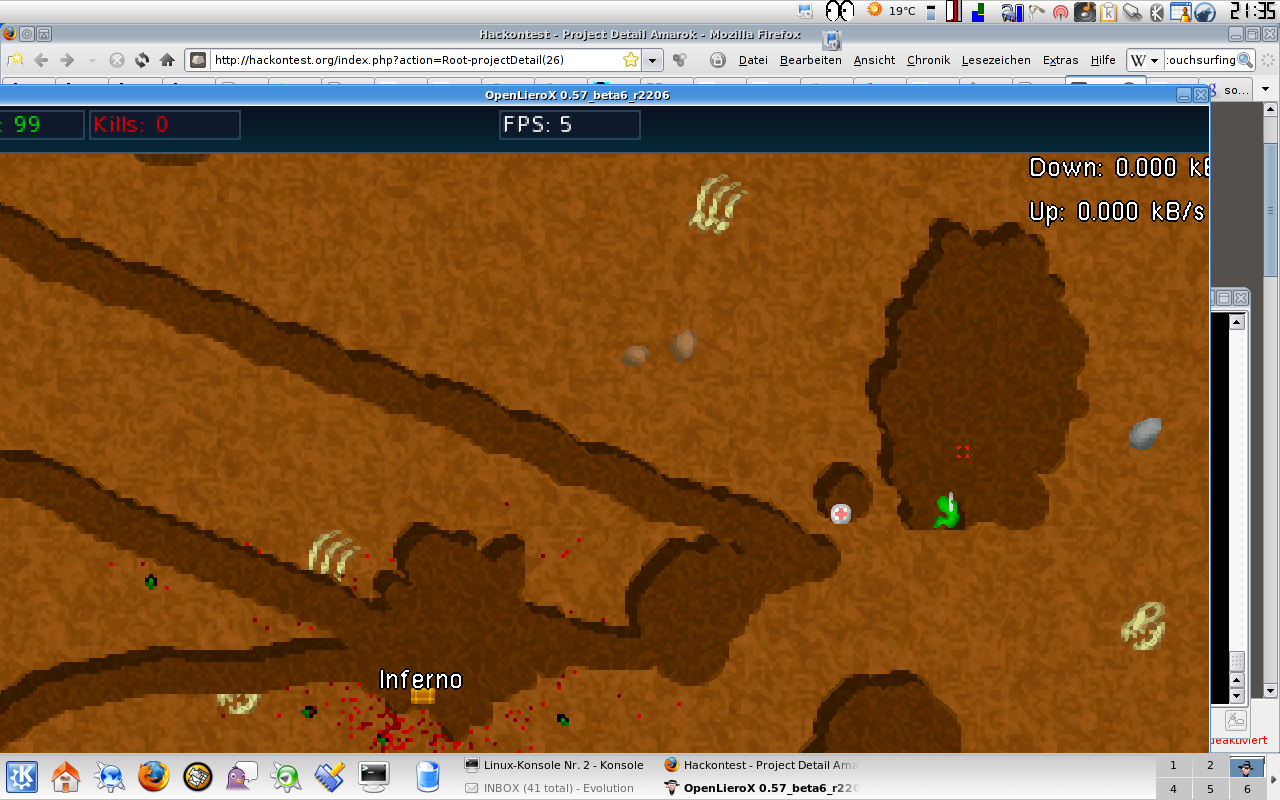 19°C
21:35
Hackontest - Project Detail Amarok - Mozilla Firefox
http://hackontest.org/index.php?action=Root-projectDetail(26)
Datei Bearbeiten Ansicht Chronik Lesezeichen Extras Hilfe
W
:ouchsurfing
so...
OpenLieroX 0.57_beta6_r2206
: 99
Kills: 0
FPS: 5
Down: 0.000 kB
Up: 0.000 kB/s
Inferno
deaktiviert
Linux-Konsole Nr. 2 - Konsole
Hackontest - Project Detail Ama
INBOX (41 total) - Evolution
OpenLieroX 0.57_beta6_r220
1 2
4 5 6